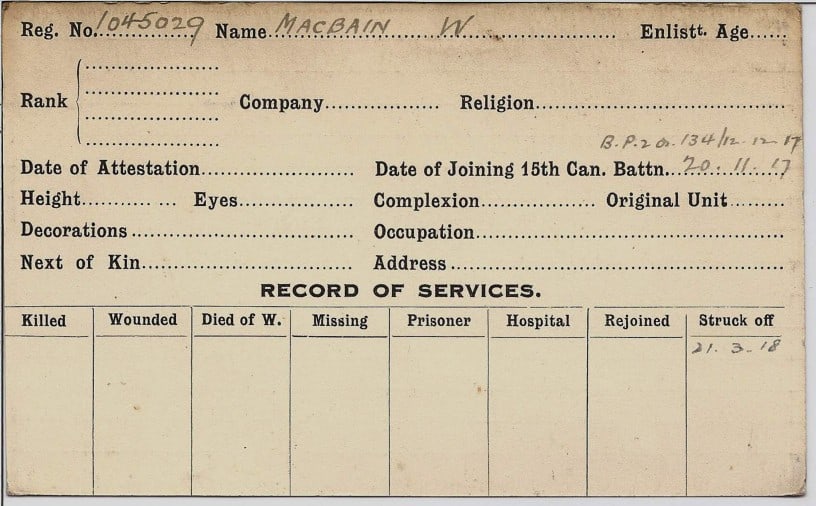 Reg. No. 1045029 Name MACBAIN W Enlistt. Age
Rank Company Religion
B.P.2 Or. 134/12.12.17
Date of Attestation Date of Joining 15th Can. Battn. 20.11.17
Height Eyes Complexion Original Unit
Decorations Occupation
Next of Kin Address
RECORD OF SERVICES.
Killed Wounded Died of W. Missing Prisoner Hospital Rejoined Struck off
21.3.18